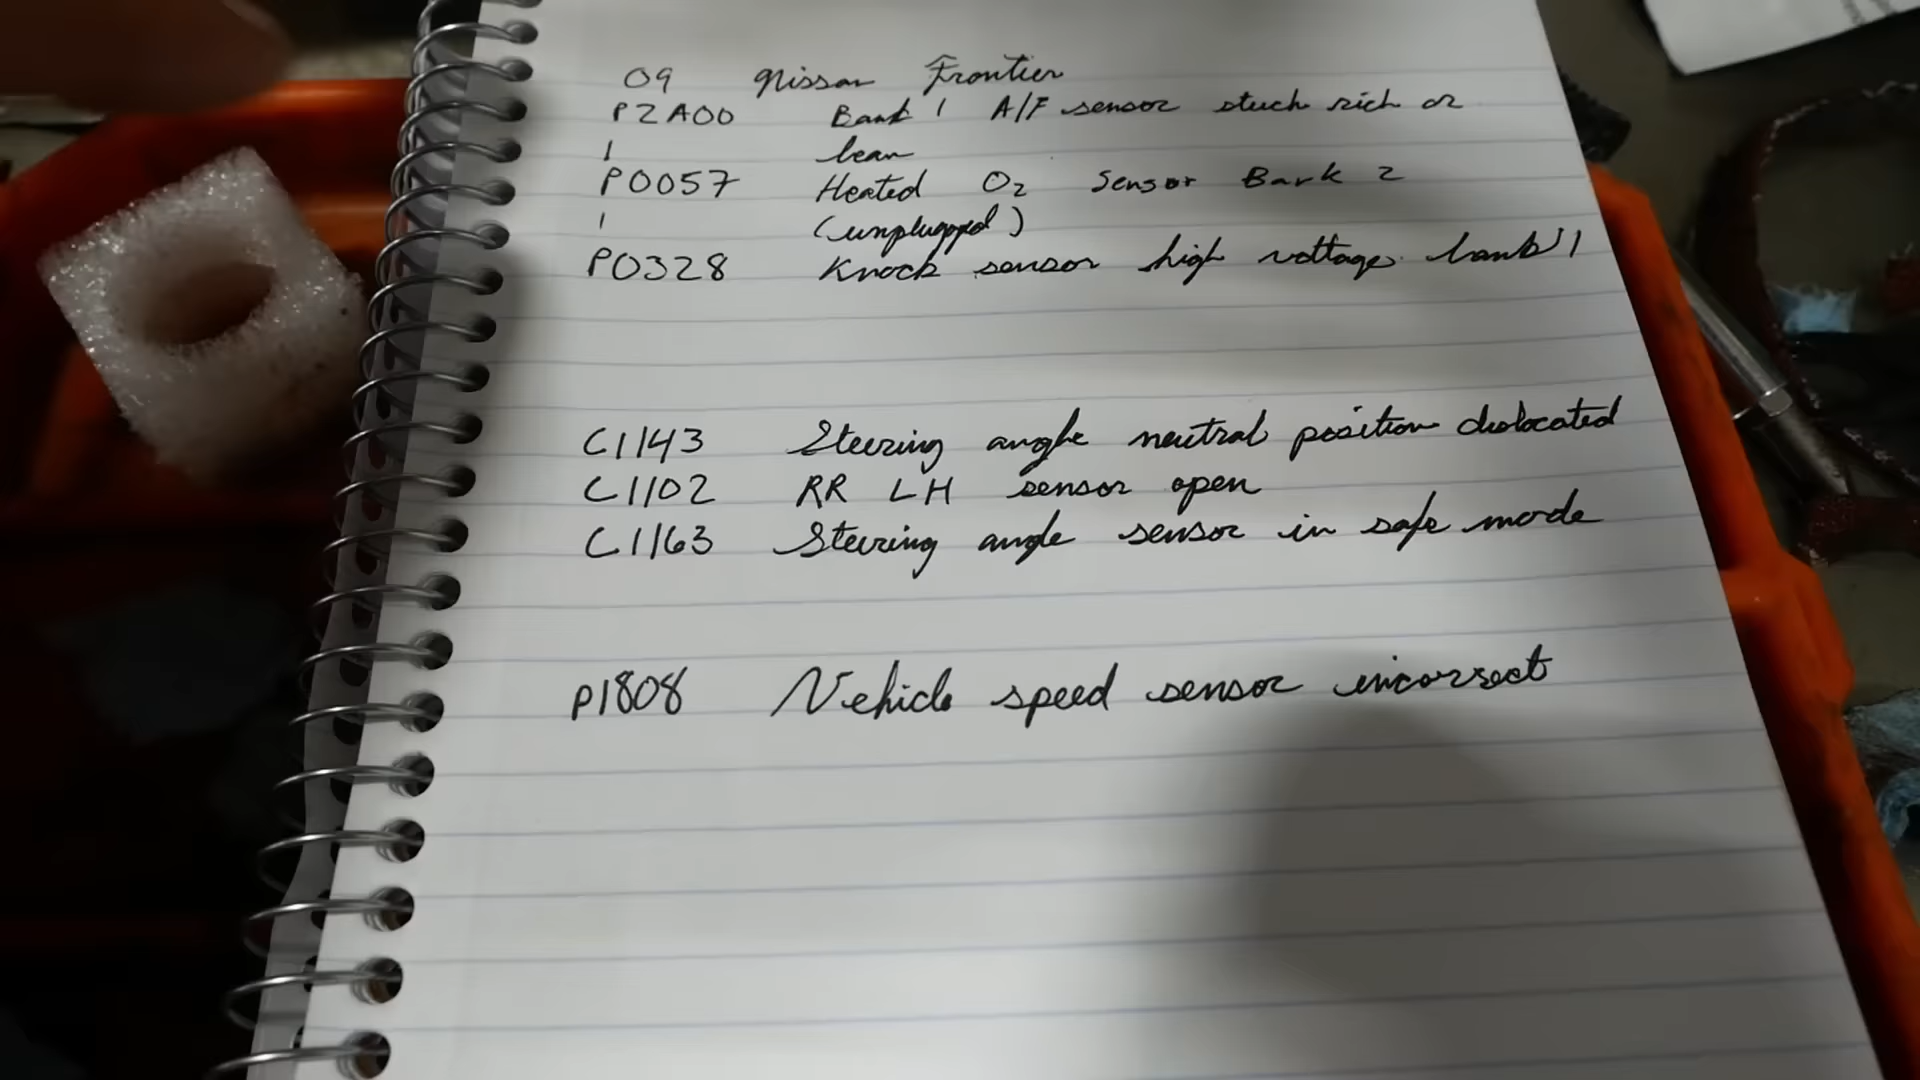 09 Nissan Frontier
P2A00 Bank 1 A/F sensor stuck rich or
1 lean
P0057 Heated O2 Sensor Bank 2
1 (unplugged)
P0328 Knock sensor high voltage bank 1
C1143 Steering angle neutral position dislocated
C1102 RR LH sensor open
C1163 Steering angle sensor in safe mode
P1808 Vehicle speed sensor incorrect